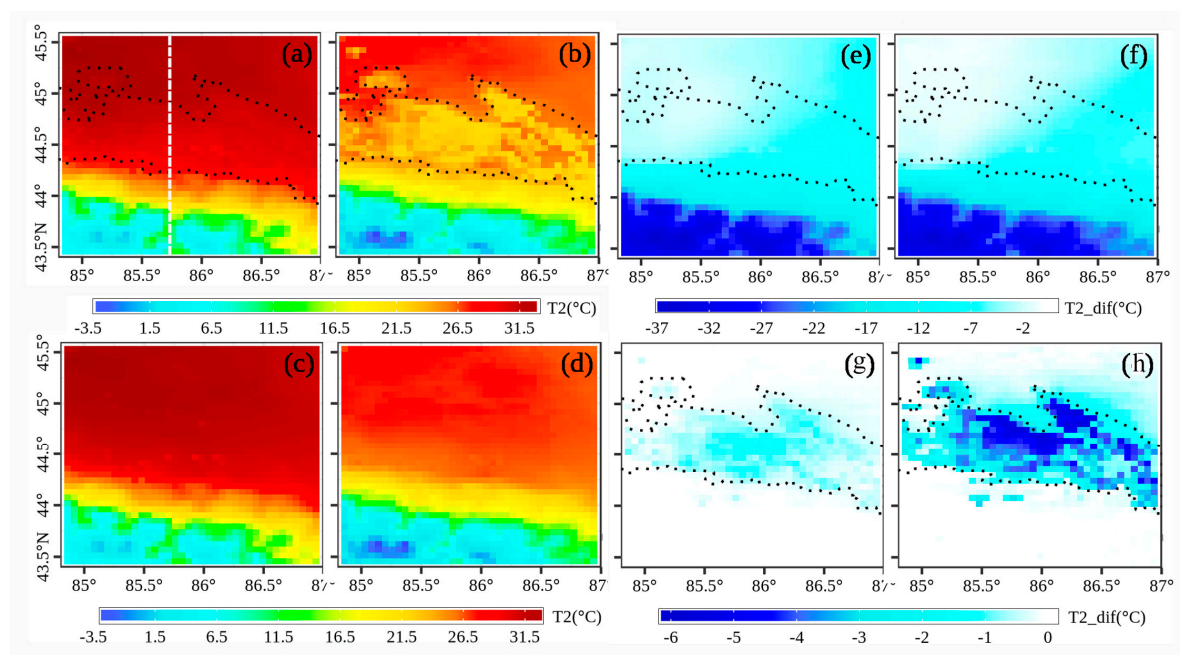 (a) (b) (e) (f)
45.5°
45°
44.5°
44°
43.5°N
85° 85.5° 86° 86.5° 85° 85.5° 86° 86.5° 87° 85° 85.5° 86° 86.5° 85° 85.5° 86° 86.5° 87°
T2(°C) T2_dif(°C)
-3.5 1.5 6.5 11.5 16.5 21.5 26.5 31.5 -37 -32 -27 -22 -17 -12 -7 -2
(c) (d) (g) (h)
45.5°
45°
44.5°
44°
43.5°N
85° 85.5° 86° 86.5° 85° 85.5° 86° 86.5° 87° 85° 85.5° 86° 86.5° 85° 85.5° 86° 86.5° 87°
T2(°C) T2_dif(°C)
-3.5 1.5 6.5 11.5 16.5 21.5 26.5 31.5 -6 -5 -4 -3 -2 -1 0